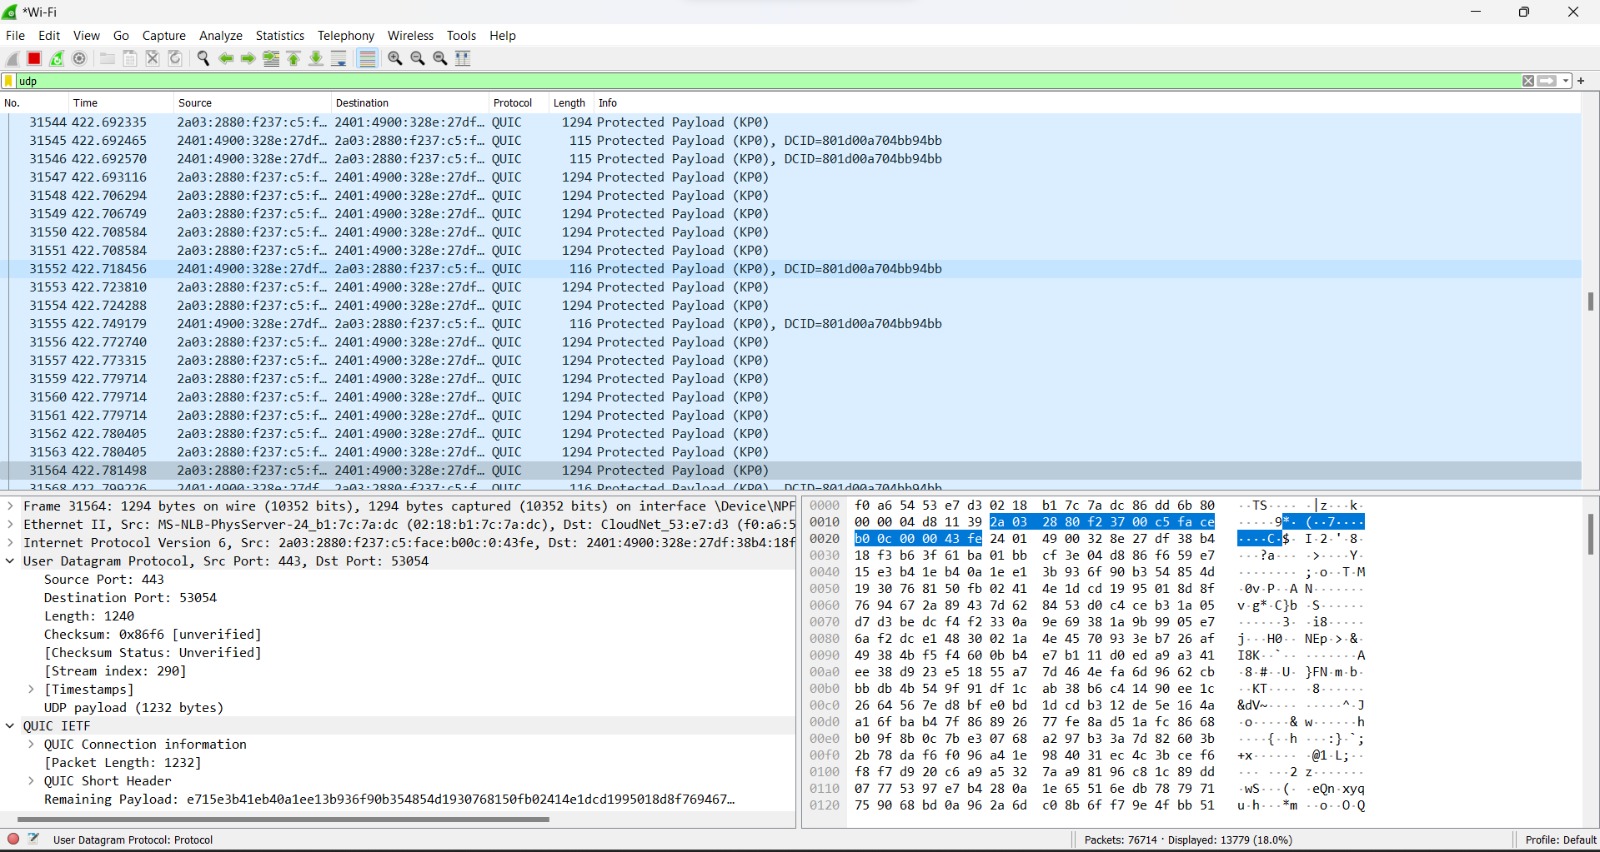 *Wi-Fi
File Edit View Go Capture Analyze Statistics Telephony Wireless Tools Help
udp
No. Time Source Destination Protocol Length Info
31544 422.692335 2a03:2880:f237:c5:f… 2401:4900:328e:27df… QUIC 1294 Protected Payload (KP0)
31545 422.692465 2401:4900:328e:27df… 2a03:2880:f237:c5:f… QUIC 115 Protected Payload (KP0), DCID=801d00a704bb94bb
31546 422.692570 2401:4900:328e:27df… 2a03:2880:f237:c5:f… QUIC 115 Protected Payload (KP0), DCID=801d00a704bb94bb
31547 422.693116 2a03:2880:f237:c5:f… 2401:4900:328e:27df… QUIC 1294 Protected Payload (KP0)
31548 422.706294 2a03:2880:f237:c5:f… 2401:4900:328e:27df… QUIC 1294 Protected Payload (KP0)
31549 422.706749 2a03:2880:f237:c5:f… 2401:4900:328e:27df… QUIC 1294 Protected Payload (KP0)
31550 422.708584 2a03:2880:f237:c5:f… 2401:4900:328e:27df… QUIC 1294 Protected Payload (KP0)
31551 422.708584 2a03:2880:f237:c5:f… 2401:4900:328e:27df… QUIC 1294 Protected Payload (KP0)
31552 422.718456 2401:4900:328e:27df… 2a03:2880:f237:c5:f… QUIC 116 Protected Payload (KP0), DCID=801d00a704bb94bb
31553 422.723810 2a03:2880:f237:c5:f… 2401:4900:328e:27df… QUIC 1294 Protected Payload (KP0)
31554 422.724288 2a03:2880:f237:c5:f… 2401:4900:328e:27df… QUIC 1294 Protected Payload (KP0)
31555 422.749179 2401:4900:328e:27df… 2a03:2880:f237:c5:f… QUIC 116 Protected Payload (KP0), DCID=801d00a704bb94bb
31556 422.772740 2a03:2880:f237:c5:f… 2401:4900:328e:27df… QUIC 1294 Protected Payload (KP0)
31557 422.773315 2a03:2880:f237:c5:f… 2401:4900:328e:27df… QUIC 1294 Protected Payload (KP0)
31559 422.779714 2a03:2880:f237:c5:f… 2401:4900:328e:27df… QUIC 1294 Protected Payload (KP0)
31560 422.779714 2a03:2880:f237:c5:f… 2401:4900:328e:27df… QUIC 1294 Protected Payload (KP0)
31561 422.779714 2a03:2880:f237:c5:f… 2401:4900:328e:27df… QUIC 1294 Protected Payload (KP0)
31562 422.780405 2a03:2880:f237:c5:f… 2401:4900:328e:27df… QUIC 1294 Protected Payload (KP0)
31563 422.780405 2a03:2880:f237:c5:f… 2401:4900:328e:27df… QUIC 1294 Protected Payload (KP0)
31564 422.781498 2a03:2880:f237:c5:f… 2401:4900:328e:27df… QUIC 1294 Protected Payload (KP0)
31568 422.799226 2401:4900:328e:27df… 2a03:2880:f237:c5:f… QUIC 116 Protected Payload (KP0), DCID=801d00a704bb94bb
Frame 31564: 1294 bytes on wire (10352 bits), 1294 bytes captured (10352 bits) on interface \Device\NPF
Ethernet II, Src: MS-NLB-PhysServer-24_b1:7c:7a:dc (02:18:b1:7c:7a:dc), Dst: CloudNet_53:e7:d3 (f0:a6:5
Internet Protocol Version 6, Src: 2a03:2880:f237:c5:face:b00c:0:43fe, Dst: 2401:4900:328e:27df:38b4:18f
User Datagram Protocol, Src Port: 443, Dst Port: 53054
Source Port: 443
Destination Port: 53054
Length: 1240
Checksum: 0x86f6 [unverified]
[Checksum Status: Unverified]
[Stream index: 290]
[Timestamps]
UDP payload (1232 bytes)
QUIC IETF
QUIC Connection information
[Packet Length: 1232]
QUIC Short Header
Remaining Payload: e715e3b41eb40a1ee13b936f90b354854d1930768150fb02414e1dcd1995018d8f769467…
0000 f0 a6 54 53 e7 d3 02 18 b1 7c 7a dc 86 dd 6b 80 ··TS·····|z···k·
0010 00 00 04 d8 11 39 2a 03 28 80 f2 37 00 c5 fa ce ·····9*·(··7····
0020 b0 0c 00 00 43 fe 24 01 49 00 32 8e 27 df 38 b4 ····C·$·I·2·'·8·
0030 18 f3 b6 3f 61 ba 01 bb cf 3e 04 d8 86 f6 59 e7 ···?a····>····Y·
0040 15 e3 b4 1e b4 0a 1e e1 3b 93 6f 90 b3 54 85 4d ········;·o··T·M
0050 19 30 76 81 50 fb 02 41 4e 1d cd 19 95 01 8d 8f ·0v·P··AN·······
0060 76 94 67 2a 89 43 7d 62 84 53 d0 c4 ce b3 1a 05 v·g*·C}b·S······
0070 d7 d3 be dc f4 f2 33 0a 9e 69 38 1a 9b 99 05 e7 ······3··i8·····
0080 6a f2 dc e1 48 30 02 1a 4e 45 70 93 3e b7 26 af j···H0··NEp·>·&·
0090 49 38 4b f5 f4 60 0b b4 e7 b1 11 d0 ed a9 a3 41 I8K··`·········A
00a0 ee 38 d9 23 e5 18 55 a7 7d 46 4e fa 6d 96 62 cb ·8·#··U·}FN·m·b·
00b0 bb db 4b 54 9f 91 df 1c ab 38 b6 c4 14 90 ee 1c ··KT·····8······
00c0 26 64 56 7e d8 bf e0 bd 1d cd b3 12 de 5e 16 4a &dV~·········^·J
00d0 a1 6f ba b4 7f 86 89 26 77 fe 8a d5 1a fc 86 68 ·o·····&w······h
00e0 b0 9f 8b 0c 7b e3 07 68 a2 97 b3 3a 7d 82 60 3b ····{··h···:}·`;
00f0 2b 78 da f6 f0 96 a4 1e 98 40 31 ec 4c 3b ce f6 +x·······@1·L;··
0100 f8 f7 d9 20 c6 a9 a5 32 7a a9 81 96 c8 1c 89 dd ··· ···2z·······
0110 07 77 53 97 e7 b4 28 0a 1e 65 51 6e db 78 79 71 ·wS···(··eQn·xyq
0120 75 90 68 bd 0a 96 2a 6d c0 8b 6f f7 9e 4f bb 51 u·h···*m··o··O·Q
User Datagram Protocol: Protocol
Packets: 76714 · Displayed: 13779 (18.0%)
Profile: Default